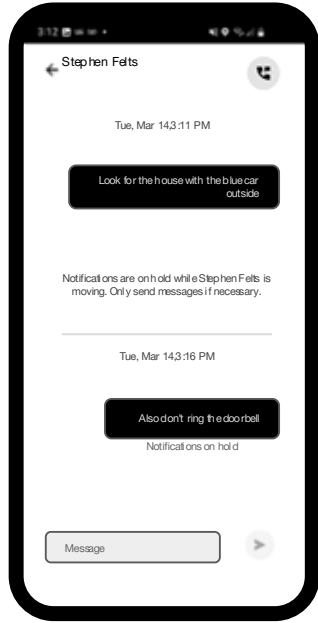 3:12
Stephen Felts
Tue, Mar 14,3:11 PM
Look for the house with the blue car
outside
Notifications are on hold while Stephen Felts is
moving. Only send messages if necessary.
Tue, Mar 14,3:16 PM
Also don't ring the doorbell
Notifications on hold
Message